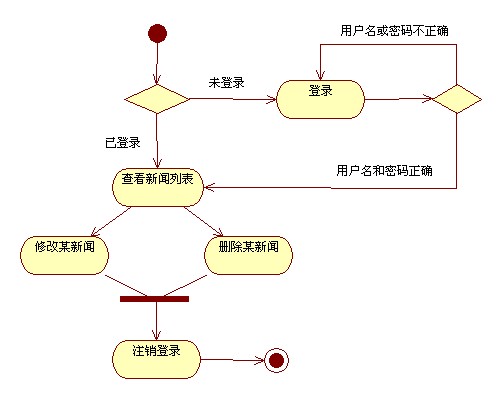 用户名或密码不正确
未登录
登录
已登录
用户名和密码正确
查看新闻列表
修改某新闻
删除某新闻
注销登录